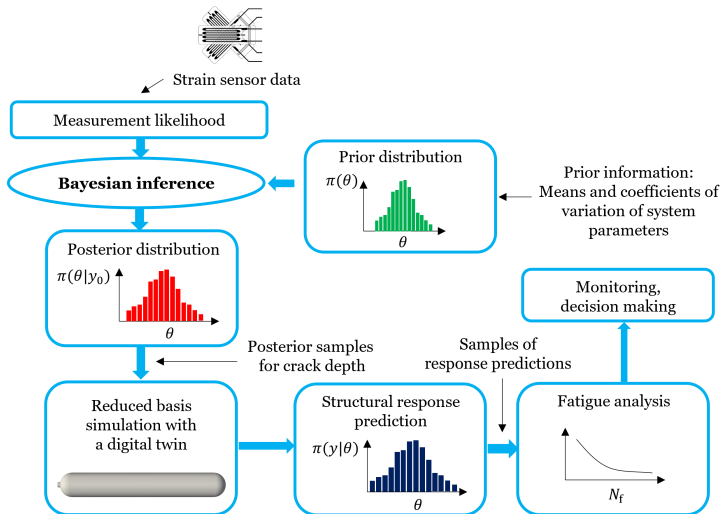 Strain sensor data
Measurement likelihood
Bayesian inference
Prior distribution
π(θ)
θ
Prior information:
Means and coefficients of
variation of system
parameters
Posterior distribution
π(θ|y₀)
θ
Posterior samples
for crack depth
Reduced basis
simulation with
a digital twin
Structural response
prediction
π(y|θ)
θ
Samples of
response predictions
Fatigue analysis
N_f
Monitoring,
decision making